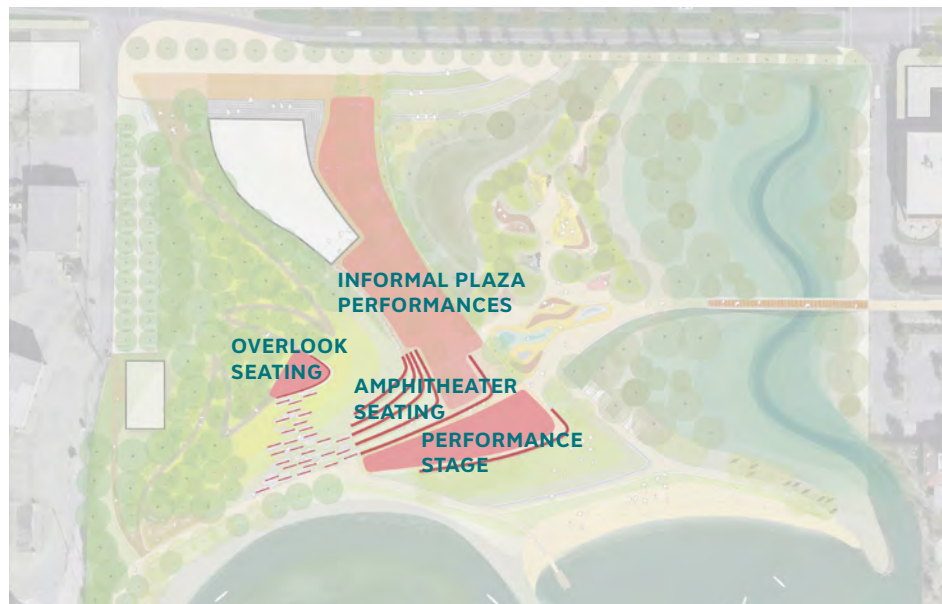 INFORMAL PLAZA
PERFORMANCES
OVERLOOK
SEATING
AMPHITHEATER
SEATING
PERFORMANCE
STAGE